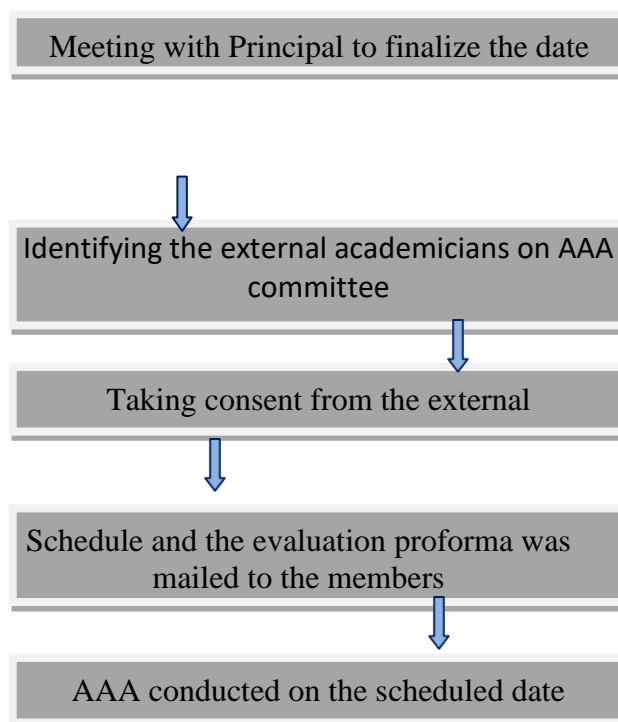 Meeting with Principal to finalize the date
Identifying the external academicians on AAA
committee
Taking consent from the external
Schedule and the evaluation proforma was
mailed to the members
AAA conducted on the scheduled date